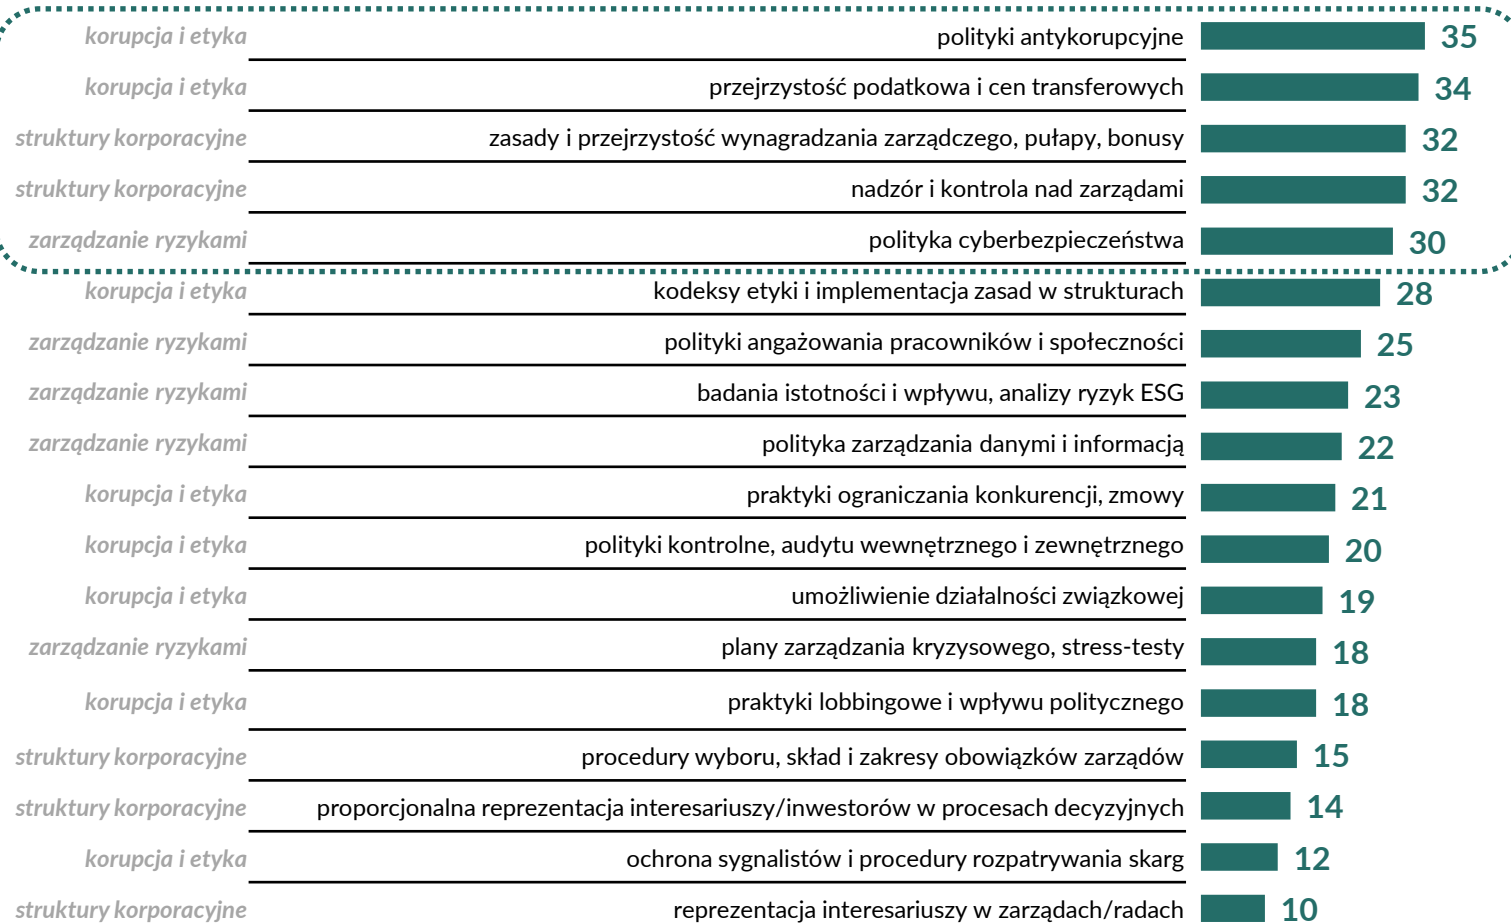 korupcja i etyka polityki antykorupcyjne 35
korupcja i etyka przejrzystość podatkowa i cen transferowych 34
struktury korporacyjne zasady i przejrzystość wynagradzania zarządczego, pułapy, bonusy 32
struktury korporacyjne nadzór i kontrola nad zarządami 32
zarządzanie ryzykami polityka cyberbezpieczeństwa 30
korupcja i etyka kodeksy etyki i implementacja zasad w strukturach 28
zarządzanie ryzykami polityki angażowania pracowników i społeczności 25
zarządzanie ryzykami badania istotności i wpływu, analizy ryzyk ESG 23
zarządzanie ryzykami polityka zarządzania danymi i informacją 22
korupcja i etyka praktyki ograniczania konkurencji, zmowy 21
korupcja i etyka polityki kontrolne, audytu wewnętrznego i zewnętrznego 20
korupcja i etyka umożliwienie działalności związkowej 19
zarządzanie ryzykami plany zarządzania kryzysowego, stress-testy 18
korupcja i etyka praktyki lobbingowe i wpływu politycznego 18
struktury korporacyjne procedury wyboru, skład i zakresy obowiązków zarządów 15
struktury korporacyjne proporcjonalna reprezentacja interesariuszy/inwestorów w procesach decyzyjnych 14
korupcja i etyka ochrona sygnalistów i procedury rozpatrywania skarg 12
struktury korporacyjne reprezentacja interesariuszy w zarządach/radach 10